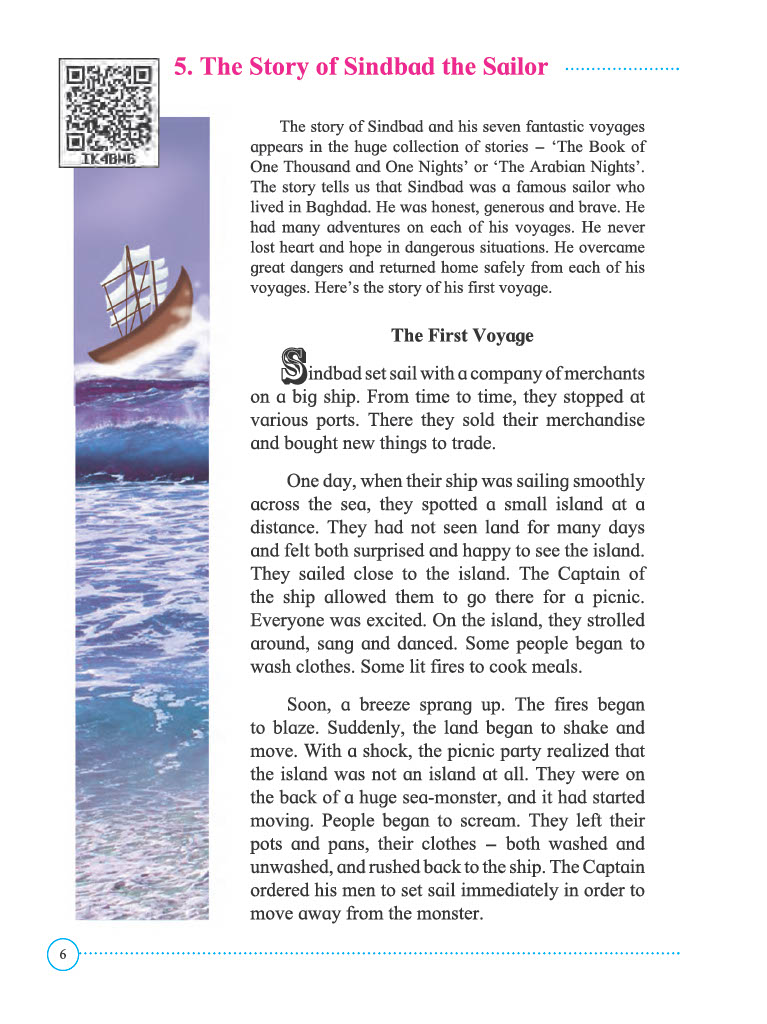 5. The Story of Sindbad the Sailor
IK4BW6
The story of Sindbad and his seven fantastic voyages
appears in the huge collection of stories – ‘The Book of
One Thousand and One Nights’ or ‘The Arabian Nights’.
The story tells us that Sindbad was a famous sailor who
lived in Baghdad. He was honest, generous and brave. He
had many adventures on each of his voyages. He never
lost heart and hope in dangerous situations. He overcame
great dangers and returned home safely from each of his
voyages. Here’s the story of his first voyage.
The First Voyage
Sindbad set sail with a company of merchants
on a big ship. From time to time, they stopped at
various ports. There they sold their merchandise
and bought new things to trade.
One day, when their ship was sailing smoothly
across the sea, they spotted a small island at a
distance. They had not seen land for many days
and felt both surprised and happy to see the island.
They sailed close to the island. The Captain of
the ship allowed them to go there for a picnic.
Everyone was excited. On the island, they strolled
around, sang and danced. Some people began to
wash clothes. Some lit fires to cook meals.
Soon, a breeze sprang up. The fires began
to blaze. Suddenly, the land began to shake and
move. With a shock, the picnic party realized that
the island was not an island at all. They were on
the back of a huge sea-monster, and it had started
moving. People began to scream. They left their
pots and pans, their clothes – both washed and
unwashed, and rushed back to the ship. The Captain
ordered his men to set sail immediately in order to
move away from the monster.
6